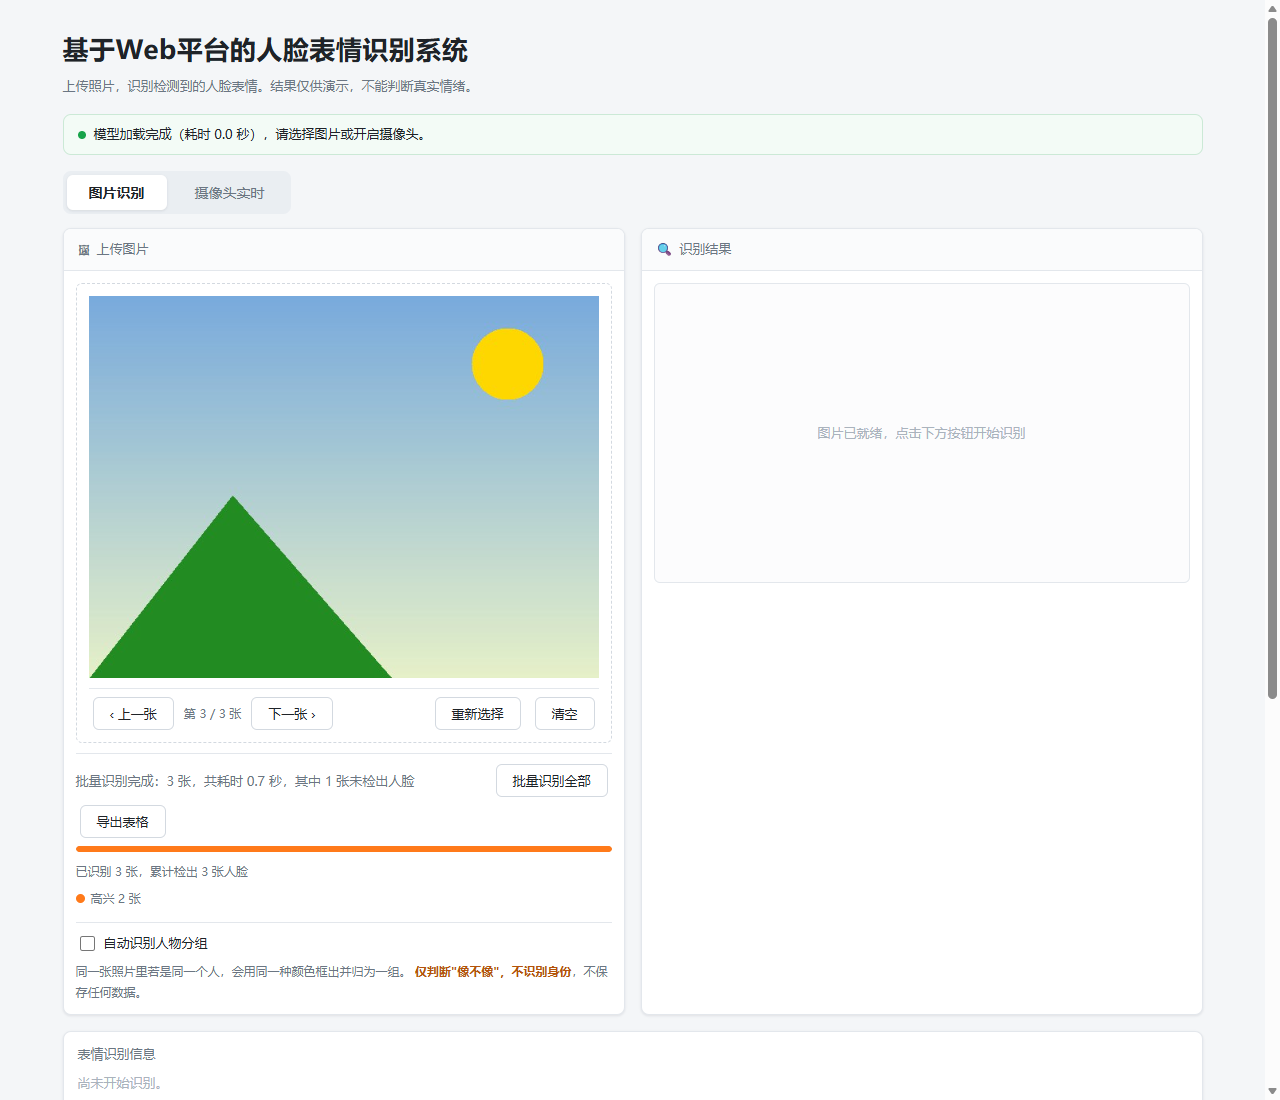 基于Web平台的人脸表情识别系统
上传照片，识别检测到的人脸表情。结果仅供演示，不能判断真实情绪。
模型加载完成（耗时 0.0 秒），请选择图片或开启摄像头。
图片识别
摄像头实时
上传图片
识别结果
图片已就绪，点击下方按钮开始识别
‹ 上一张
第 3 / 3 张
下一张 ›
重新选择
清空
批量识别完成：3 张，共耗时 0.7 秒，其中 1 张未检出人脸
批量识别全部
导出表格
已识别 3 张，累计检出 3 张人脸
高兴 2 张
自动识别人物分组
同一张照片里若是同一个人，会用同一种颜色框出并归为一组。 仅判断"像不像"，不识别身份，不保
存任何数据。
表情识别信息
尚未开始识别。